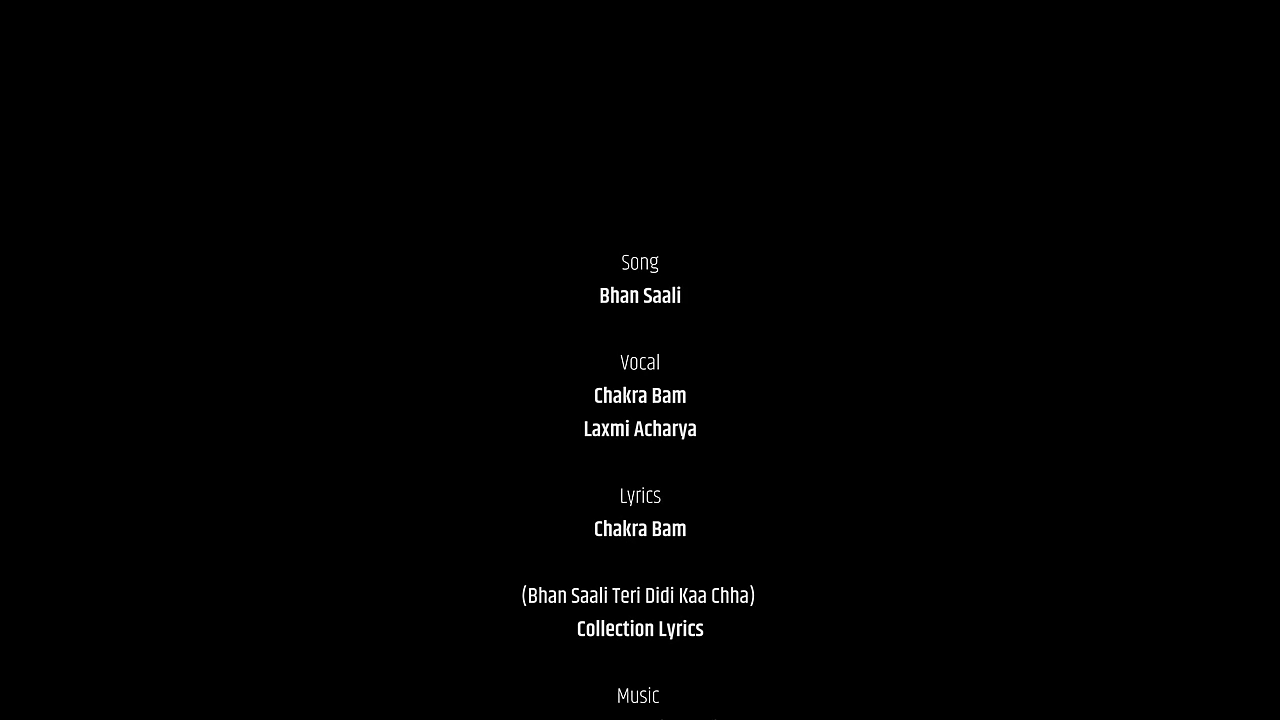 Song
Bhan Saali
Vocal
Chakra Bam
Laxmi Acharya
Lyrics
Chakra Bam
(Bhan Saali Teri Didi Kaa Chha)
Collection Lyrics
Music